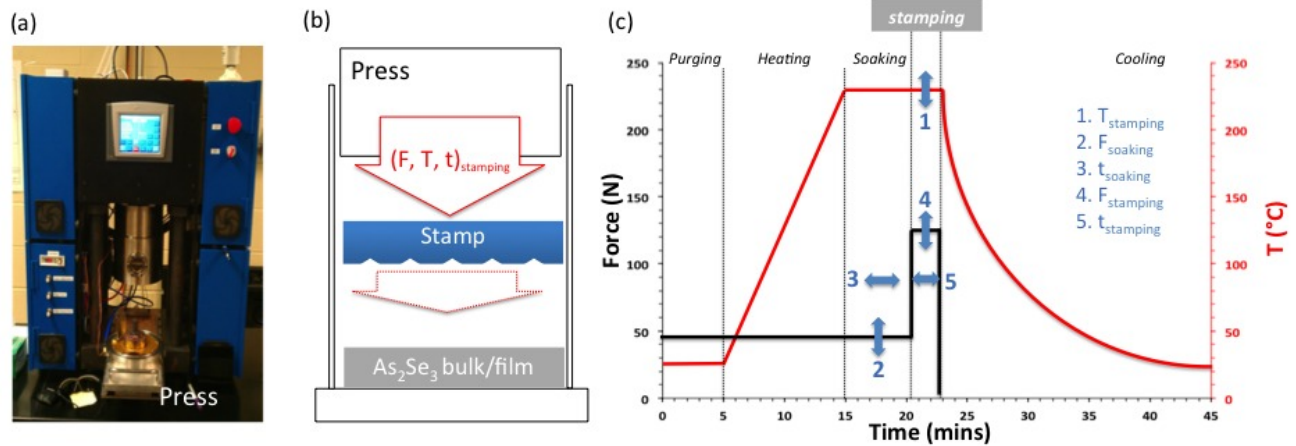 (a)
Press
(b)
Press
(F, T, t)stamping
Stamp
As2Se3 bulk/film
(c)
stamping
Purging Heating Soaking Cooling
Force (N)
250
200
150
100
50
0
T (°C)
250
200
150
100
50
0
0 5 10 15 20 25 30 35 40 45
Time (mins)
1
2
3
4
5
1. Tstamping
2. Fsoaking
3. tsoaking
4. Fstamping
5. tstamping